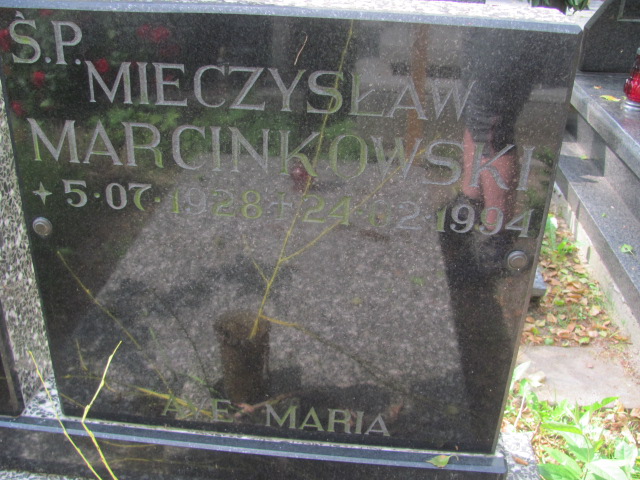 Ś.P.
MIECZYSŁAW
MARCINKOWSKI
✦ 5·07·1928 † 24·02·1994
AVE MARIA